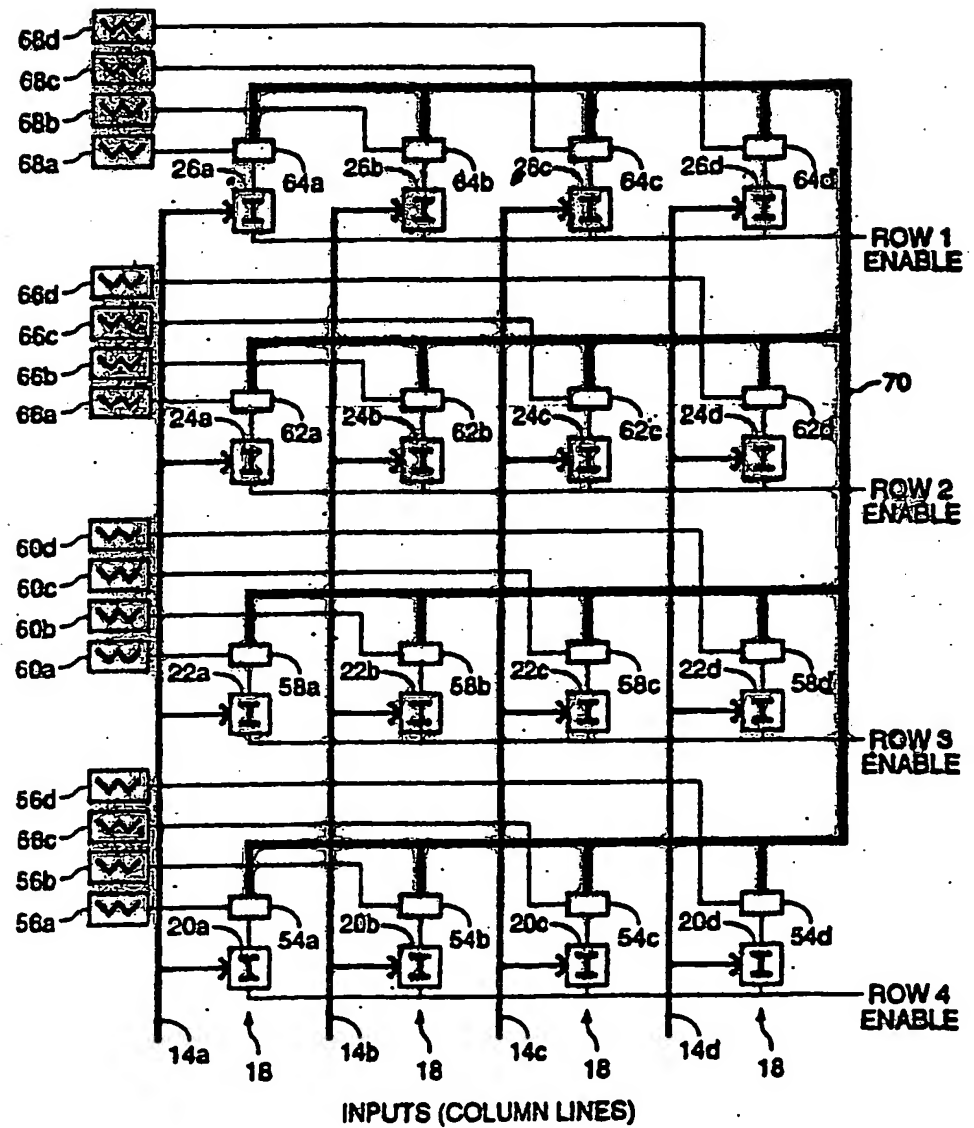 68d
68c
68b
68a
26a 64a 26b 64b 26c 64c 26d 64d
ROW 1
ENABLE
66d
66c
66b
66a
70
24a 62a 24b 62b 24c 62c 24d 62d
ROW 2
ENABLE
60d
60c
60b
60a
22a 58a 22b 58b 22c 58c 22d 58d
ROW 3
ENABLE
56d
56c
56b
56a
20a 54a 20b 54b 20c 54c 20d 54d
ROW 4
ENABLE
14a 18 14b 18 14c 18 14d 18
INPUTS (COLUMN LINES)